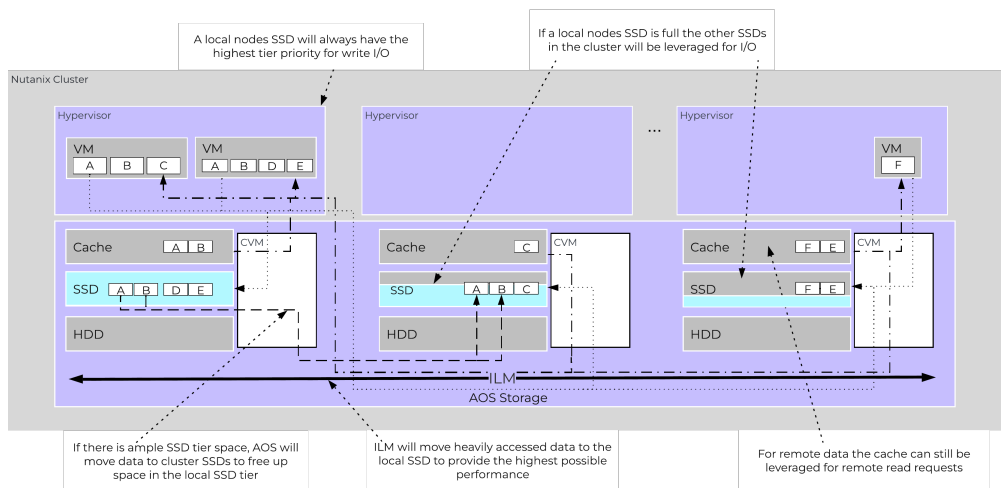 A local nodes SSD will always have the
highest tier priority for write I/O
If a local nodes SSD is full the other SSDs
in the cluster will be leveraged for I/O
Nutanix Cluster
Hypervisor
VM
A B C
VM
A B D E
Hypervisor
...
Hypervisor
VM
F
Cache
A B
CVM
SSD
A B D E
HDD
Cache
C
CVM
SSD
A B C
HDD
Cache
F E
CVM
SSD
F E
HDD
ILM
AOS Storage
If there is ample SSD tier space, AOS will
move data to cluster SSDs to free up
space in the local SSD tier
ILM will move heavily accessed data to the
local SSD to provide the highest possible
performance
For remote data the cache can still be
leveraged for remote read requests